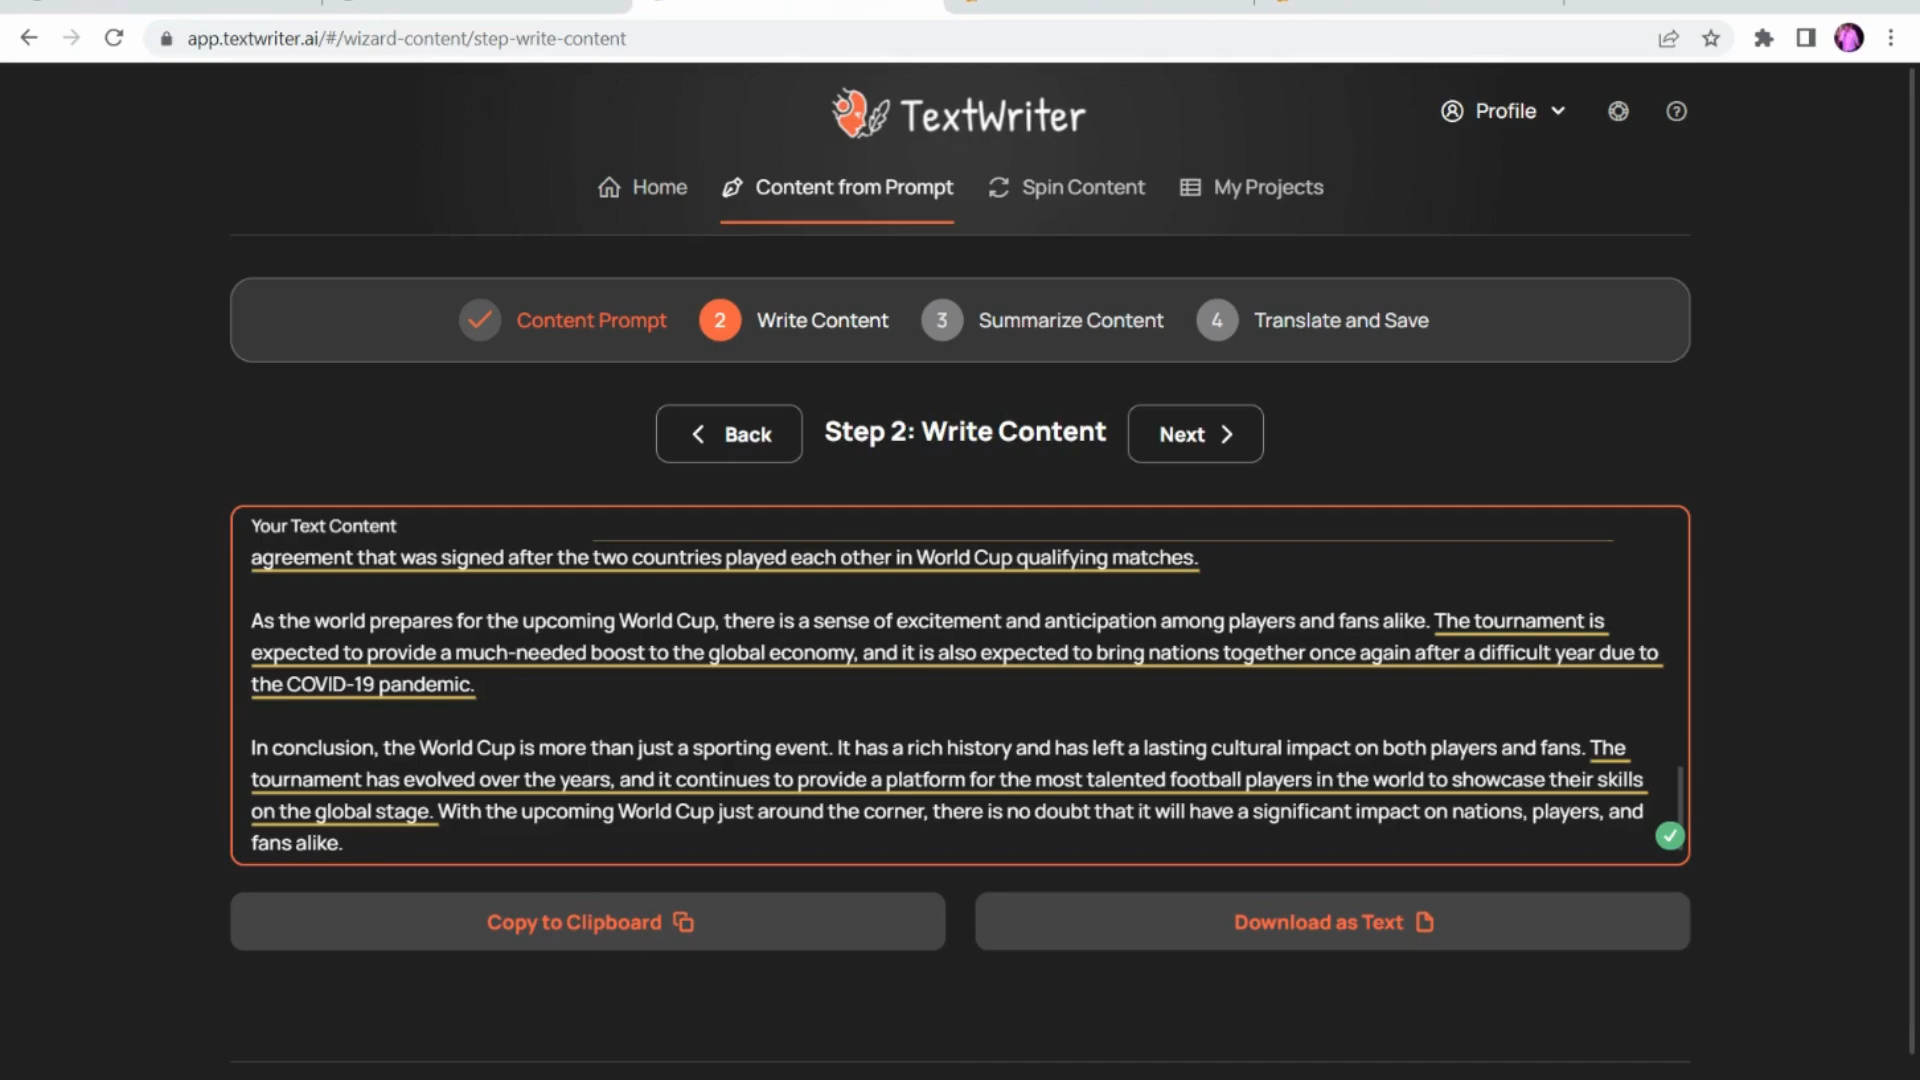 app.textwriter.ai/#/wizard-content/step-write-content
TextWriter
Profile
Home
Content from Prompt
Spin Content
My Projects
Content Prompt
2 Write Content
3 Summarize Content
4 Translate and Save
Back
Step 2: Write Content
Next
Your Text Content
agreement that was signed after the two countries played each other in World Cup qualifying matches.
As the world prepares for the upcoming World Cup, there is a sense of excitement and anticipation among players and fans alike. The tournament is
expected to provide a much-needed boost to the global economy, and it is also expected to bring nations together once again after a difficult year due to
the COVID-19 pandemic.
In conclusion, the World Cup is more than just a sporting event. It has a rich history and has left a lasting cultural impact on both players and fans. The
tournament has evolved over the years, and it continues to provide a platform for the most talented football players in the world to showcase their skills
on the global stage. With the upcoming World Cup just around the corner, there is no doubt that it will have a significant impact on nations, players, and
fans alike.
Copy to Clipboard
Download as Text